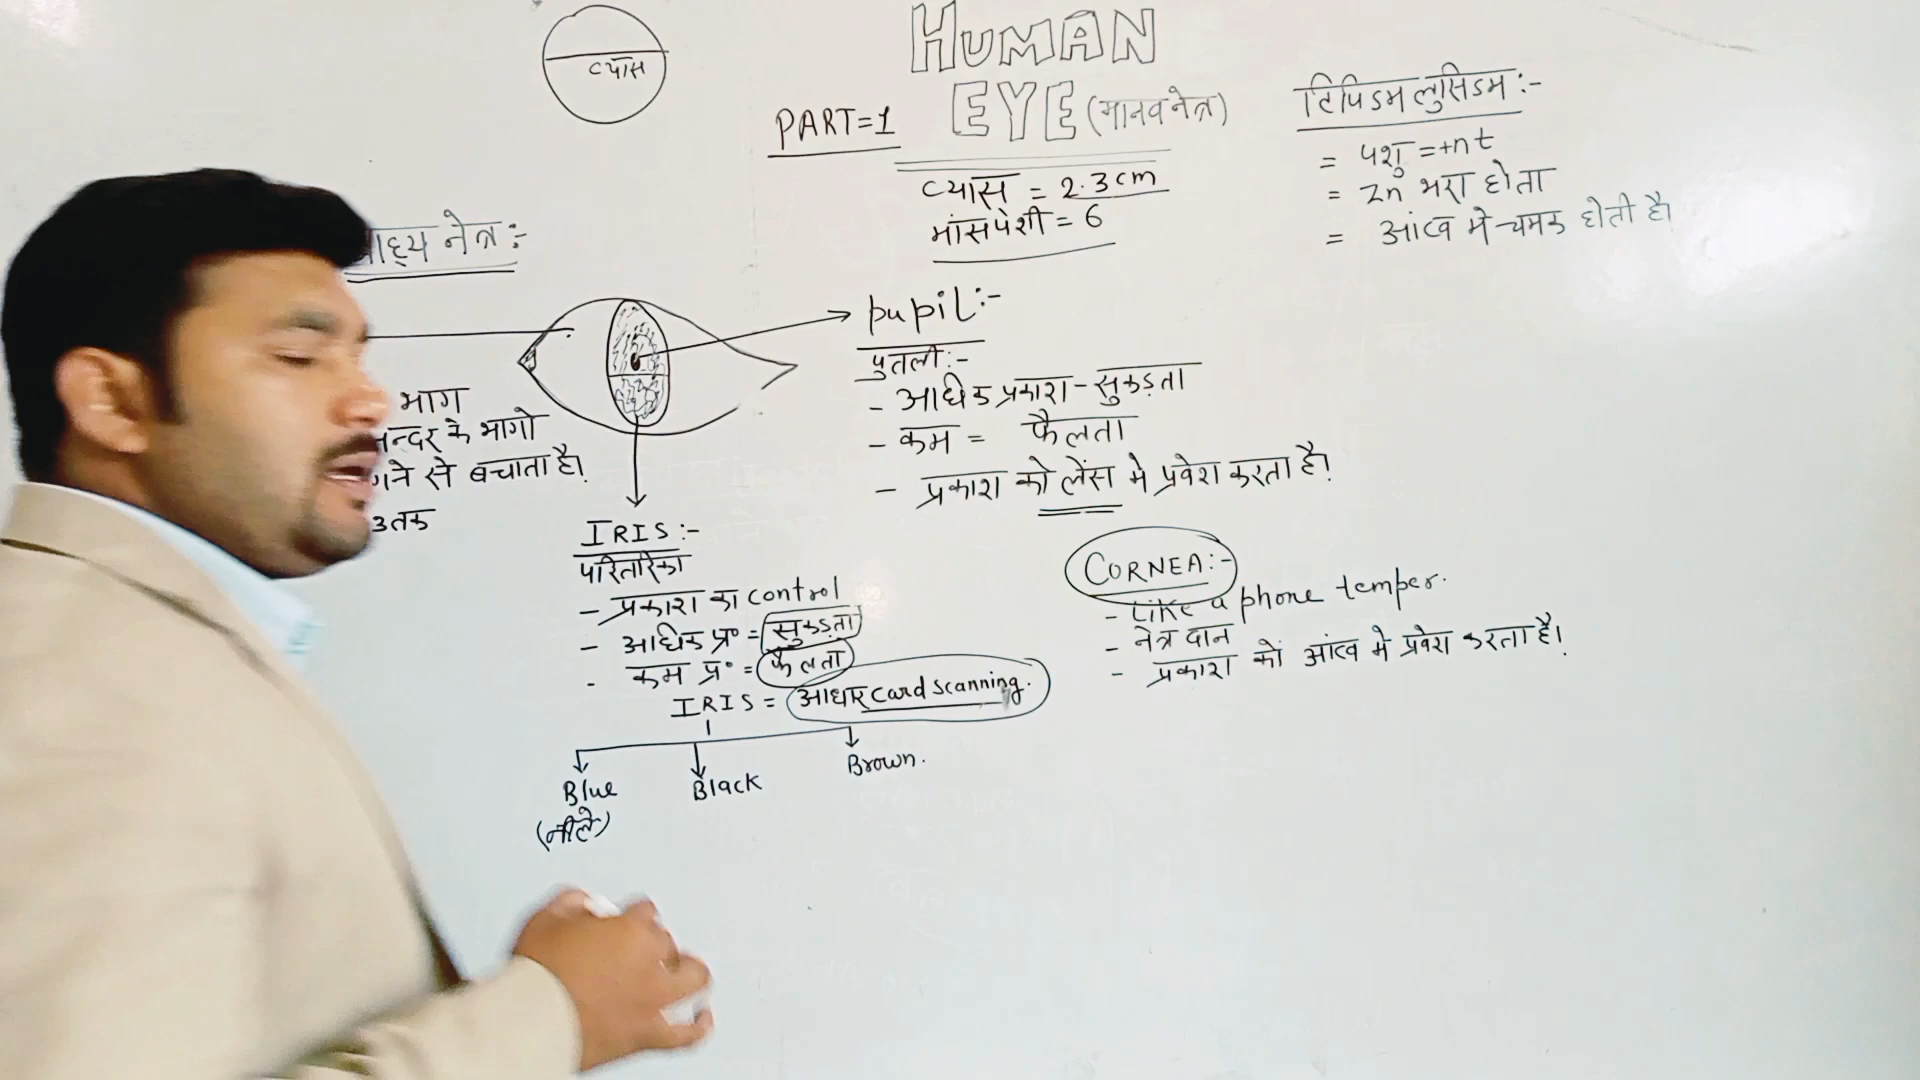 व्यास
HUMAN
EYE (मानव नेत्र)
PART=1
व्यास = 2.3cm
मांसपेशी = 6
टिपिडम लुसिडम :-
= पशु = +nt
= Zn भरा होता
= आंख मे चमक होती है।
बाह्य नेत्र :-
भाग
अन्दर के भागो
ने से बचाता है।
उतक
pupil :-
पुतली :-
- अधिक प्रकाश - सुकड़ता
- कम = फैलता
- प्रकाश को लेंस मे प्रवेश करता है।
IRIS :-
परितारिका
- प्रकाश का control
- अधिक प्र° = सुकड़ता
- कम प्र° = फैलता
IRIS = आधार card scanning.
Blue Black Brown.
(नीले)
CORNEA :-
- Like a phone temper.
- नेत्र दान
- प्रकाश को आंख मे प्रवेश करता है।